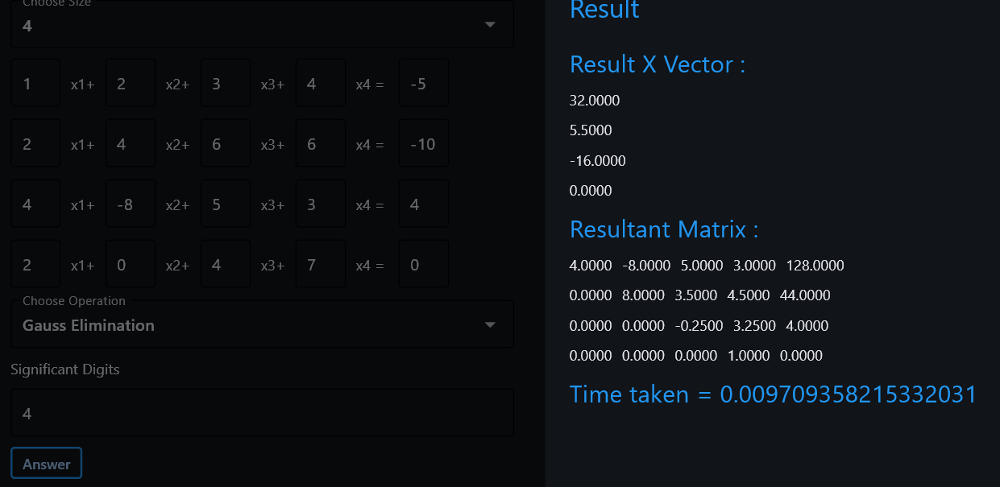 Choose Size
4
1 x1+ 2 x2+ 3 x3+ 4 x4 = -5
2 x1+ 4 x2+ 6 x3+ 6 x4 = -10
4 x1+ -8 x2+ 5 x3+ 3 x4 = 4
2 x1+ 0 x2+ 4 x3+ 7 x4 = 0
Choose Operation
Gauss Elimination
Significant Digits
4
Answer
Result
Result X Vector :
32.0000
5.5000
-16.0000
0.0000
Resultant Matrix :
4.0000 -8.0000 5.0000 3.0000 128.0000
0.0000 8.0000 3.5000 4.5000 44.0000
0.0000 0.0000 -0.2500 3.2500 4.0000
0.0000 0.0000 0.0000 1.0000 0.0000
Time taken = 0.009709358215332031